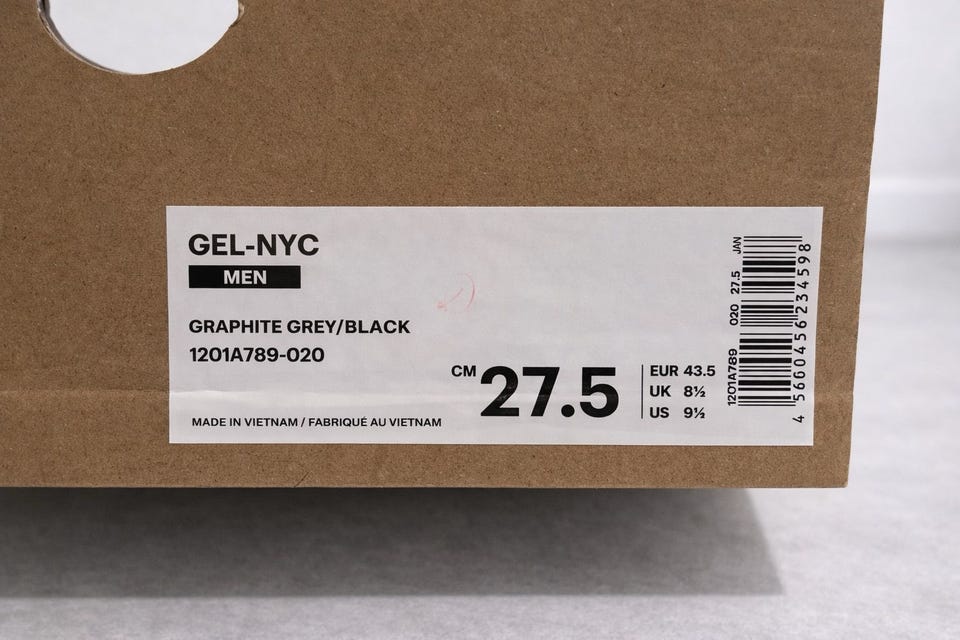 GEL-NYC
MEN
GRAPHITE GREY/BLACK
1201A789-020
MADE IN VIETNAM / FABRIQUÉ AU VIETNAM
CM 27.5
EUR 43.5
UK 8½
US 9½
1201A789 020 27.5 JAN
4 560456 234598